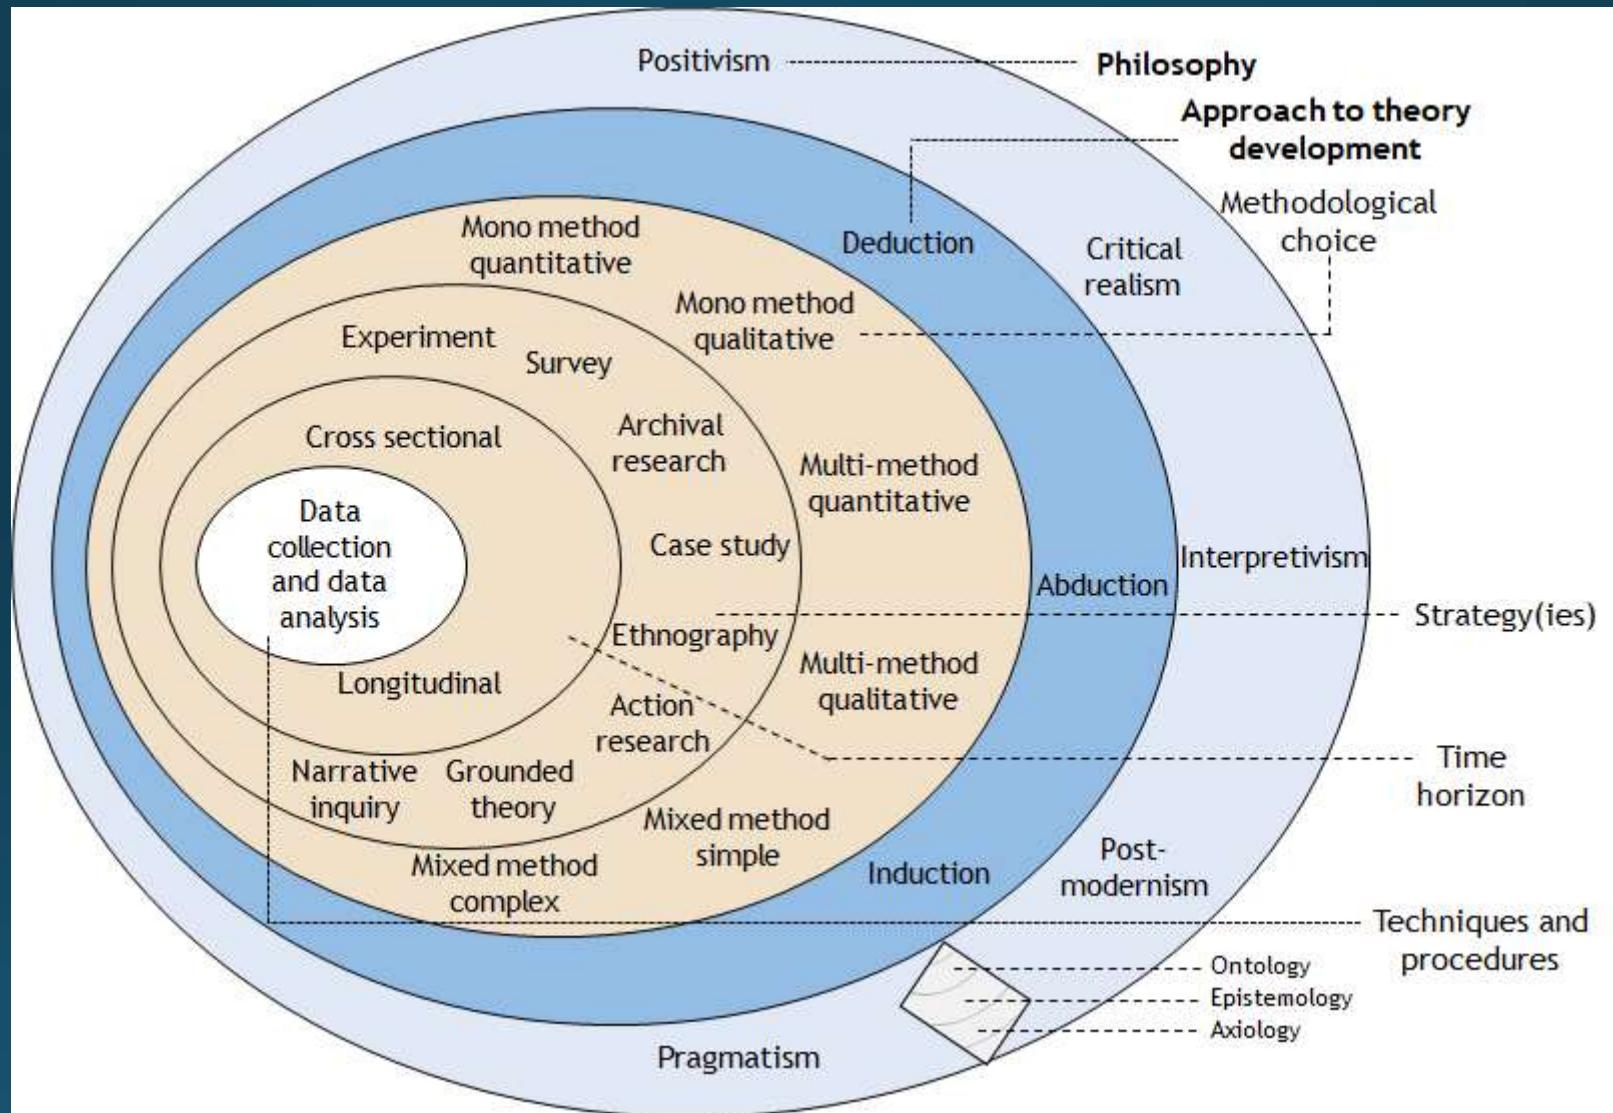 Positivism
Philosophy
Approach to theory
development
Methodological
choice
Mono method
quantitative
Deduction
Critical
realism
Mono method
qualitative
Experiment
Survey
Archival
research
Cross sectional
Multi-method
quantitative
Data
collection
and data
analysis
Case study
Interpretivism
Abduction
Strategy(ies)
Ethnography
Multi-method
qualitative
Longitudinal
Action
research
Time
horizon
Narrative
inquiry
Grounded
theory
Mixed method
simple
Mixed method
complex
Induction
Post-
modernism
Techniques and
procedures
Ontology
Epistemology
Axiology
Pragmatism